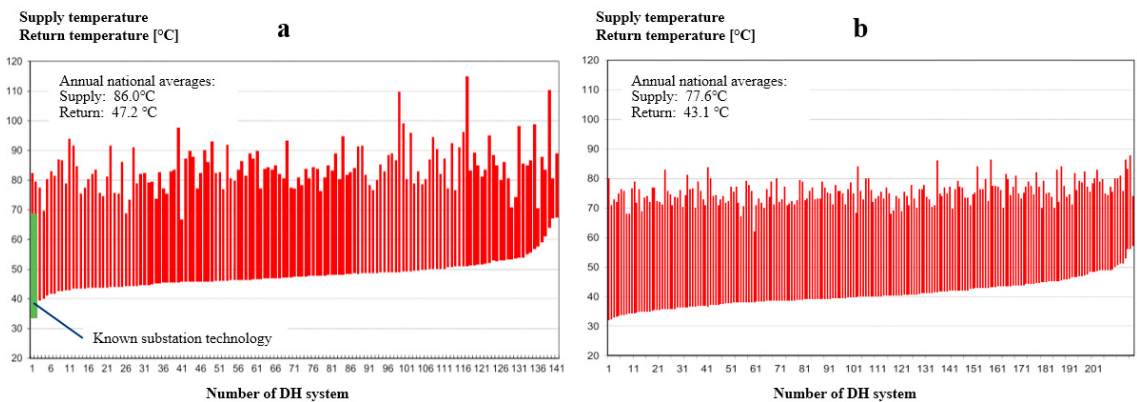 Supply temperature
Return temperature [°C]
a
120
110
100
90
80
70
60
50
40
30
20
Annual national averages:
Supply: 86.0°C
Return: 47.2 °C
Known substation technology
1 6 11 16 21 26 31 36 41 46 51 56 61 66 71 76 81 86 91 96 101 106 111 116 121 126 131 136 141
Number of DH system
Supply temperature
Return temperature [°C]
b
120
110
100
90
80
70
60
50
40
30
20
Annual national averages:
Supply: 77.6°C
Return: 43.1 °C
1 11 21 31 41 51 61 71 81 91 101 111 121 131 141 151 161 171 181 191 201
Number of DH system